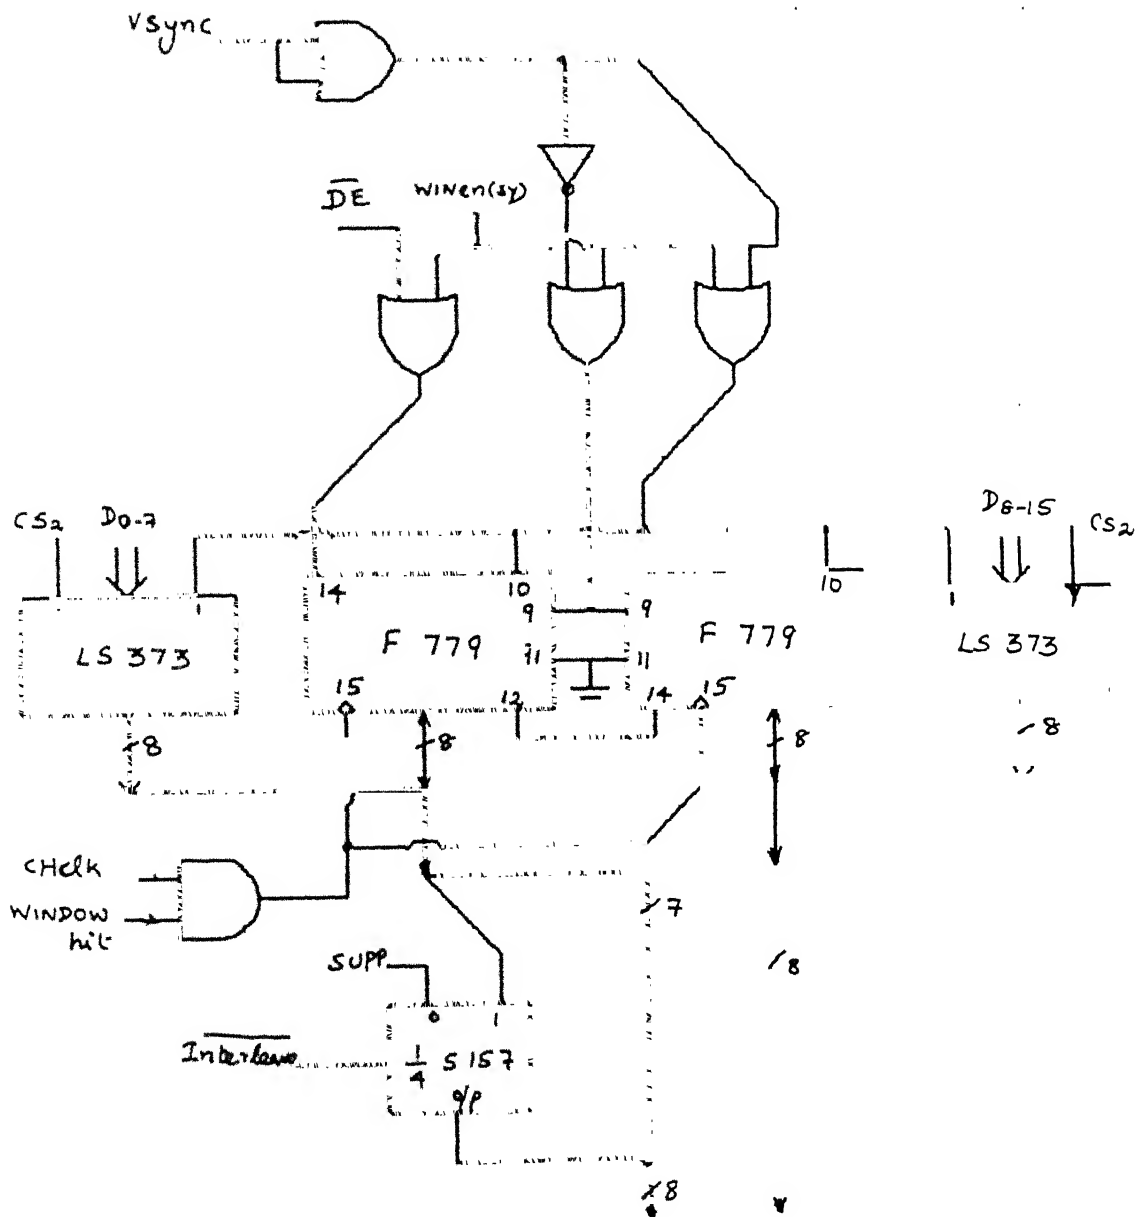 Vsync
DE WINen(sy)
CS2 D0-7 D8-15 CS2
14 10 10
9 9
LS 373 F 779 F 779 LS 373
11 11
15 12 14 15
8 8 8 8
CHclk
7
WINDOW
hit
SUPP 8
0 1
1/4 S 157
o/p
8